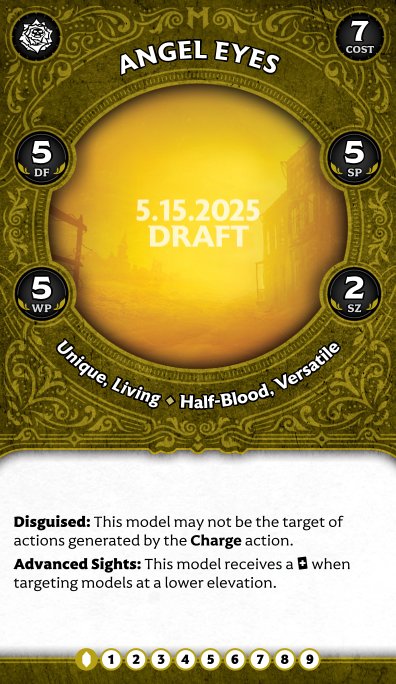 M
7
COST
ANGEL EYES
5
DF
5
SP
5.15.2025
DRAFT
5
WP
2
SZ
Unique, Living ⬥ Half-Blood, Versatile
Disguised: This model may not be the target of
actions generated by the Charge action.
Advanced Sights: This model receives a + when
targeting models at a lower elevation.
1 2 3 4 5 6 7 8 9